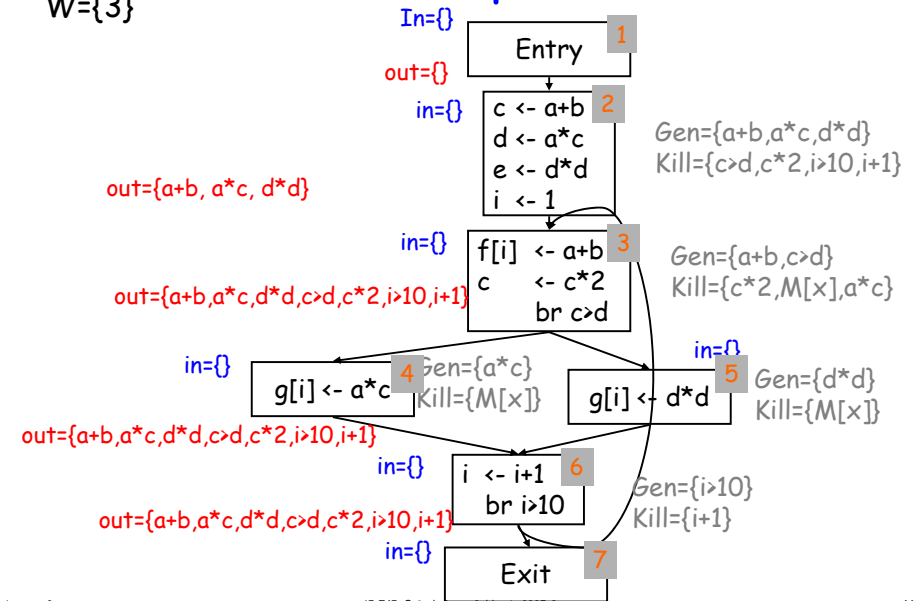 W={3}
In={}
1
Entry
out={}
in={}
c <- a+b
2
d <- a*c
e <- d*d
i <- 1
Gen={a+b,a*c,d*d}
Kill={c>d,c*2,i>10,i+1}
out={a+b, a*c, d*d}
in={}
f[i] <- a+b
3
c <- c*2
br c>d
Gen={a+b,c>d}
Kill={c*2,M[x],a*c}
out={a+b,a*c,d*d,c>d,c*2,i>10,i+1}
in={}
g[i] <- a*c
4
Gen={a*c}
Kill={M[x]}
in={}
g[i] <- d*d
5
Gen={d*d}
Kill={M[x]}
out={a+b,a*c,d*d,c>d,c*2,i>10,i+1}
in={}
i <- i+1
6
br i>10
Gen={i>10}
Kill={i+1}
out={a+b,a*c,d*d,c>d,c*2,i>10,i+1}
in={}
Exit
7